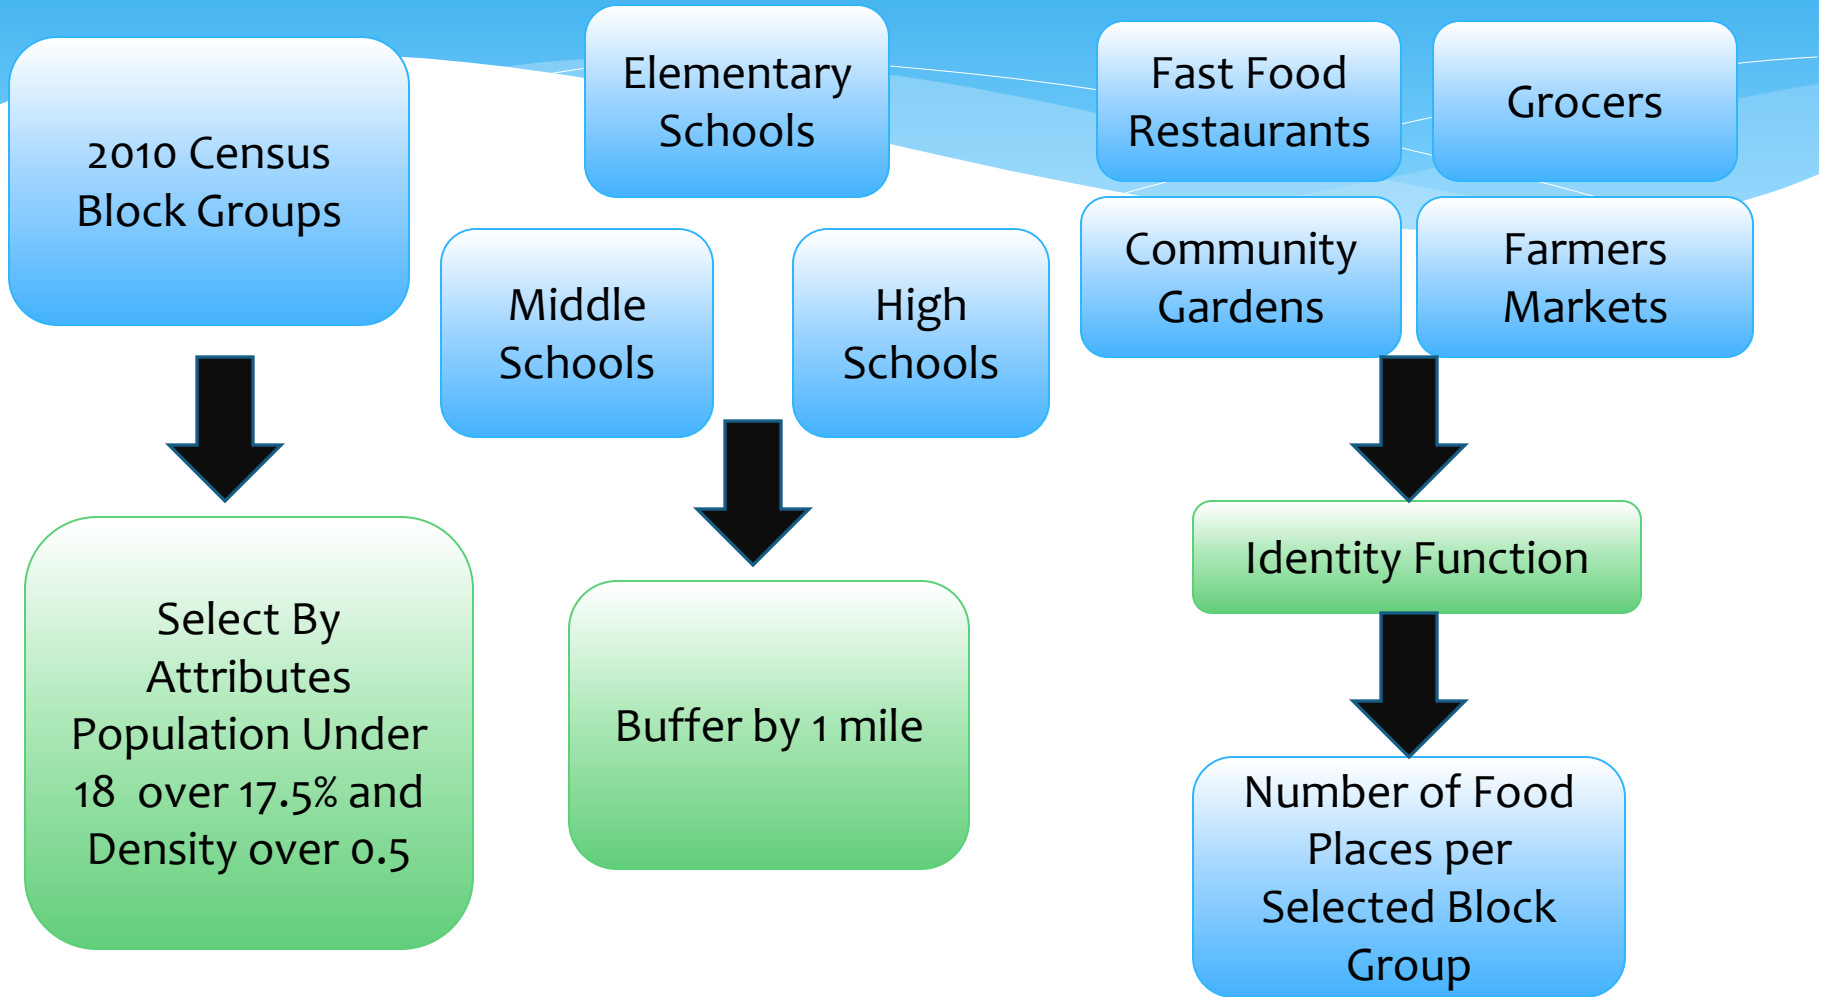 2010 Census
Block Groups
Elementary
Schools
Middle
Schools
High
Schools
Fast Food
Restaurants
Grocers
Community
Gardens
Farmers
Markets
Select By
Attributes
Population Under
18 over 17.5% and
Density over 0.5
Buffer by 1 mile
Identity Function
Number of Food
Places per
Selected Block
Group